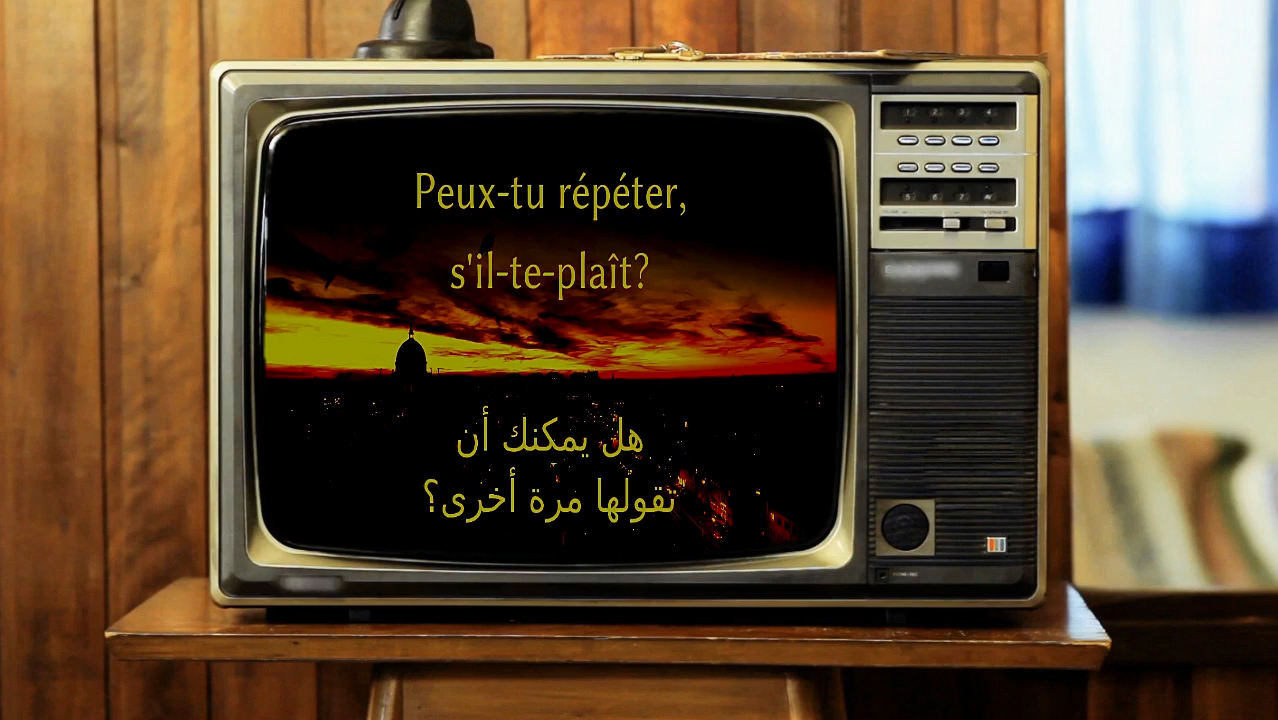 Peux-tu répéter,
s'il-te-plaît?
هل يمكنك أن
تقولها مرة أخرى؟